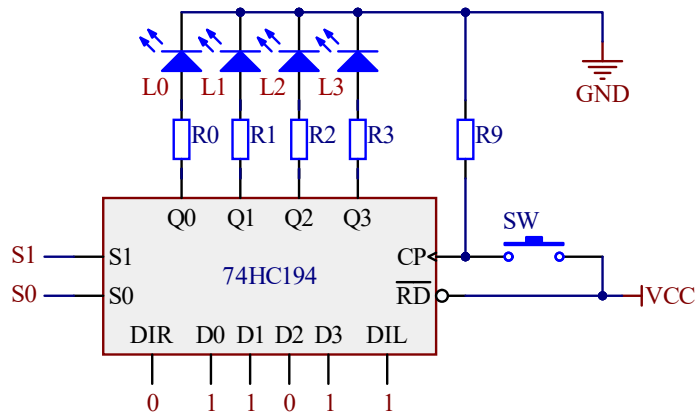 L0 L1 L2 L3
GND
R0 R1 R2 R3 R9
Q0 Q1 Q2 Q3
SW
S1 S1 CP
74HC194
S0 S0 RD VCC
DIR D0 D1 D2 D3 DIL
0 1 1 0 1 1